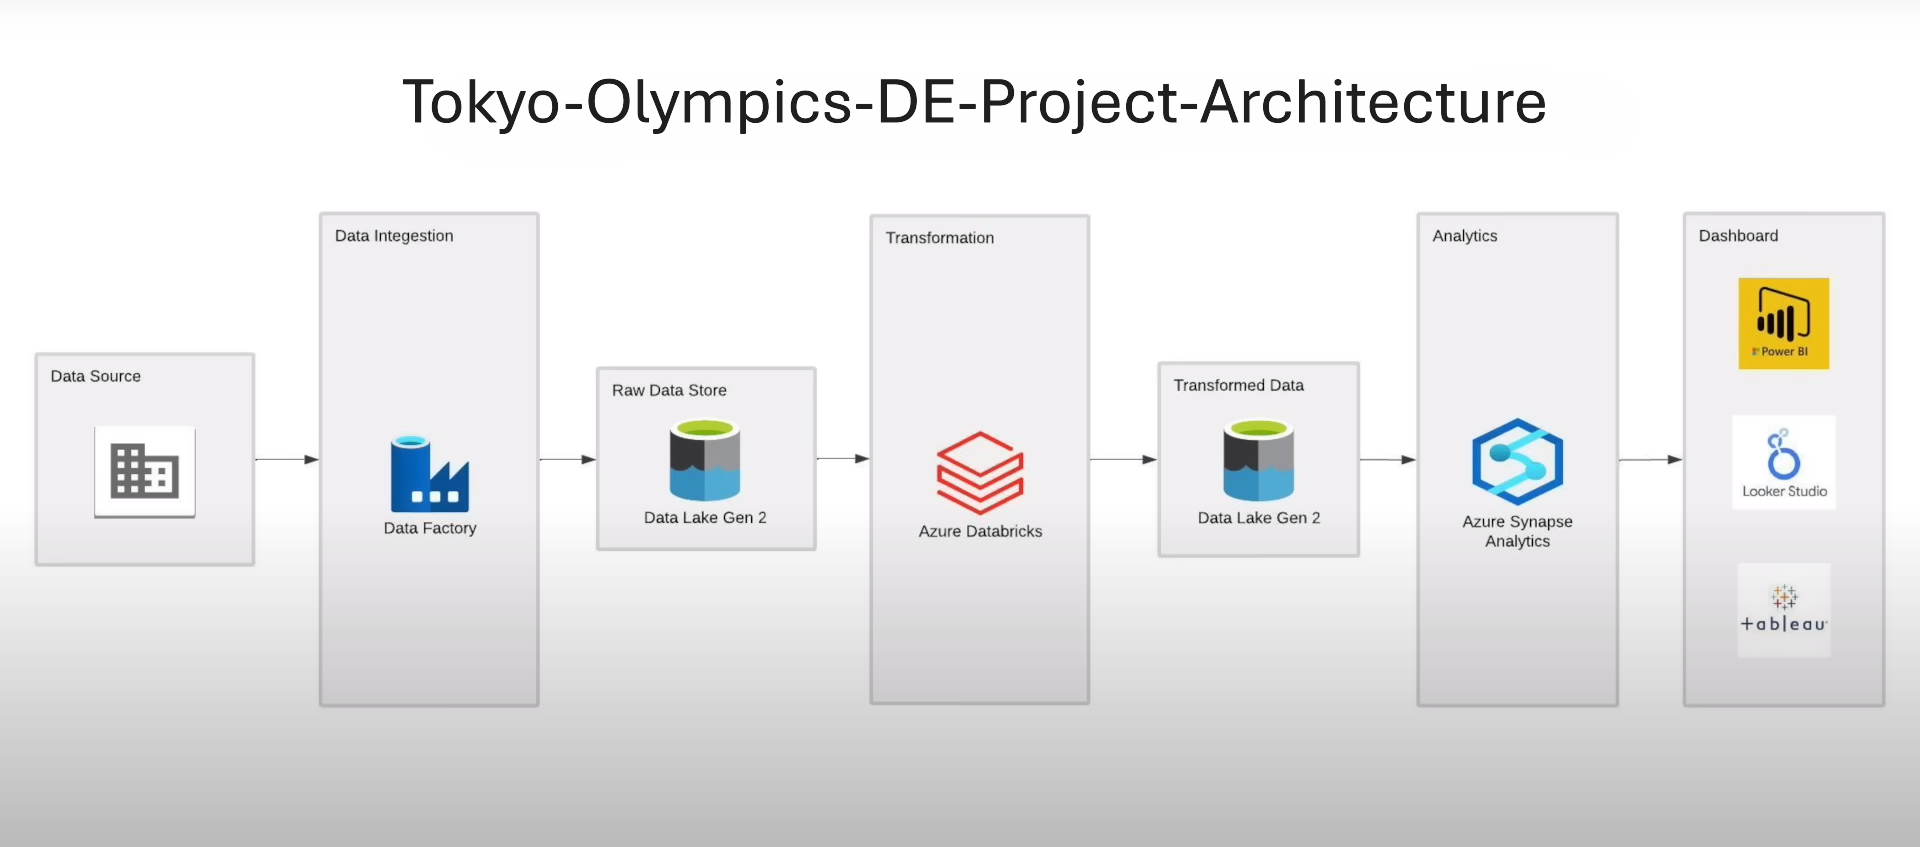 Tokyo-Olympics-DE-Project-Architecture
Data Source
Data Integestion
Data Factory
Raw Data Store
Data Lake Gen 2
Transformation
Azure Databricks
Transformed Data
Data Lake Gen 2
Analytics
Azure Synapse
Analytics
Dashboard
Power BI
Looker Studio
+ableau